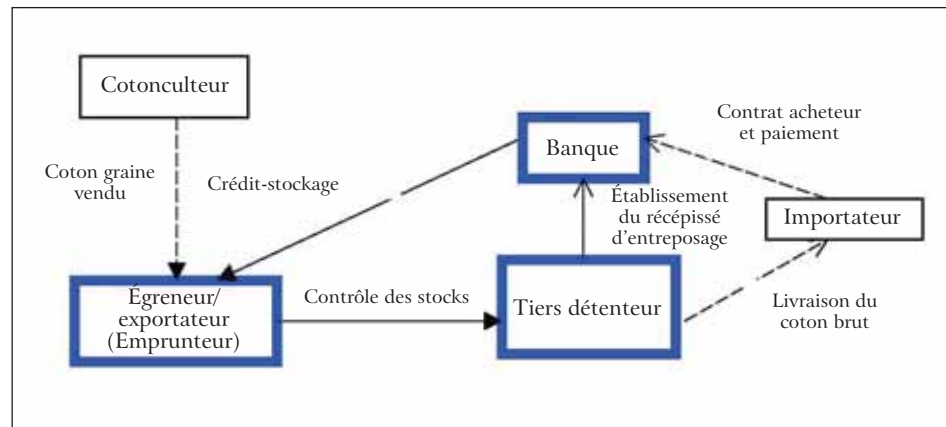 Cotonculteur
Contrat acheteur
et paiement
Banque
Coton graine
vendu
Crédit-stockage
Établissement
du récépissé
d’entreposage
Importateur
Égreneur/
exportateur
(Emprunteur)
Contrôle des stocks
Tiers détenteur
Livraison du
coton brut